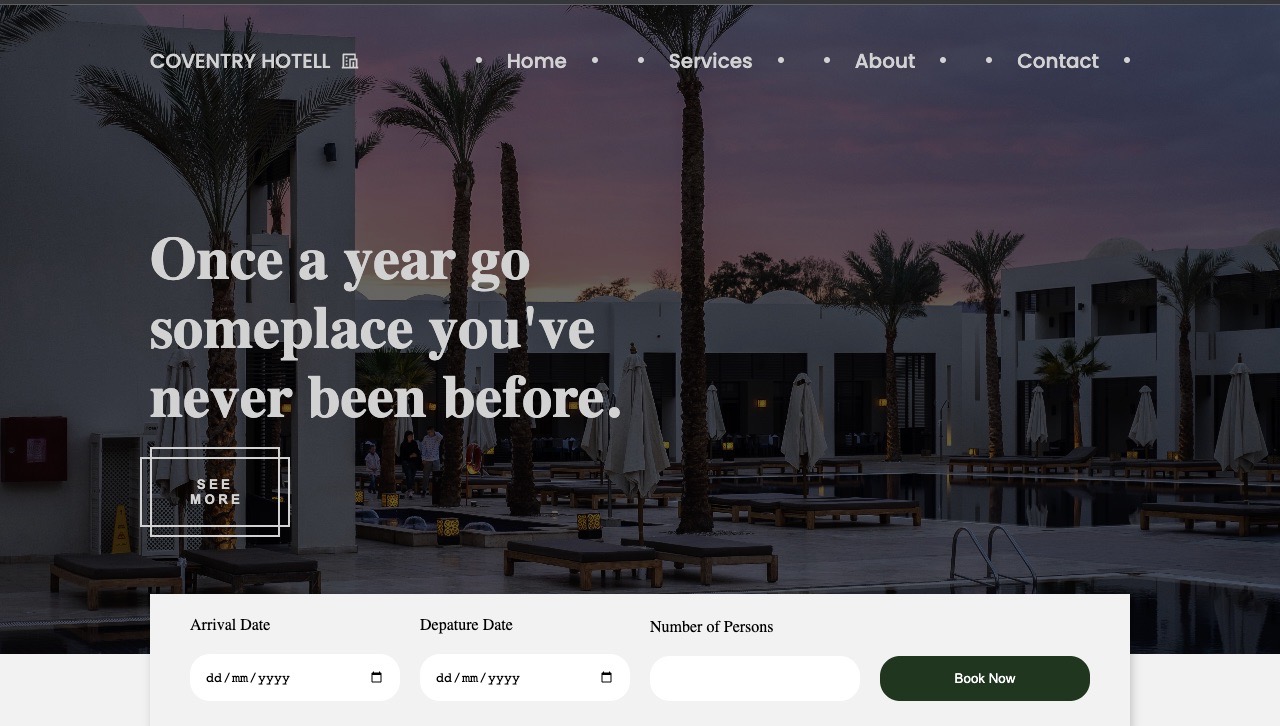 COVENTRY HOTELL
• Home • • Services • • About • • Contact •
Once a year go
someplace you've
never been before.
SEE
MORE
Arrival Date
Depature Date
Number of Persons
dd/mm/yyyy
dd/mm/yyyy
Book Now